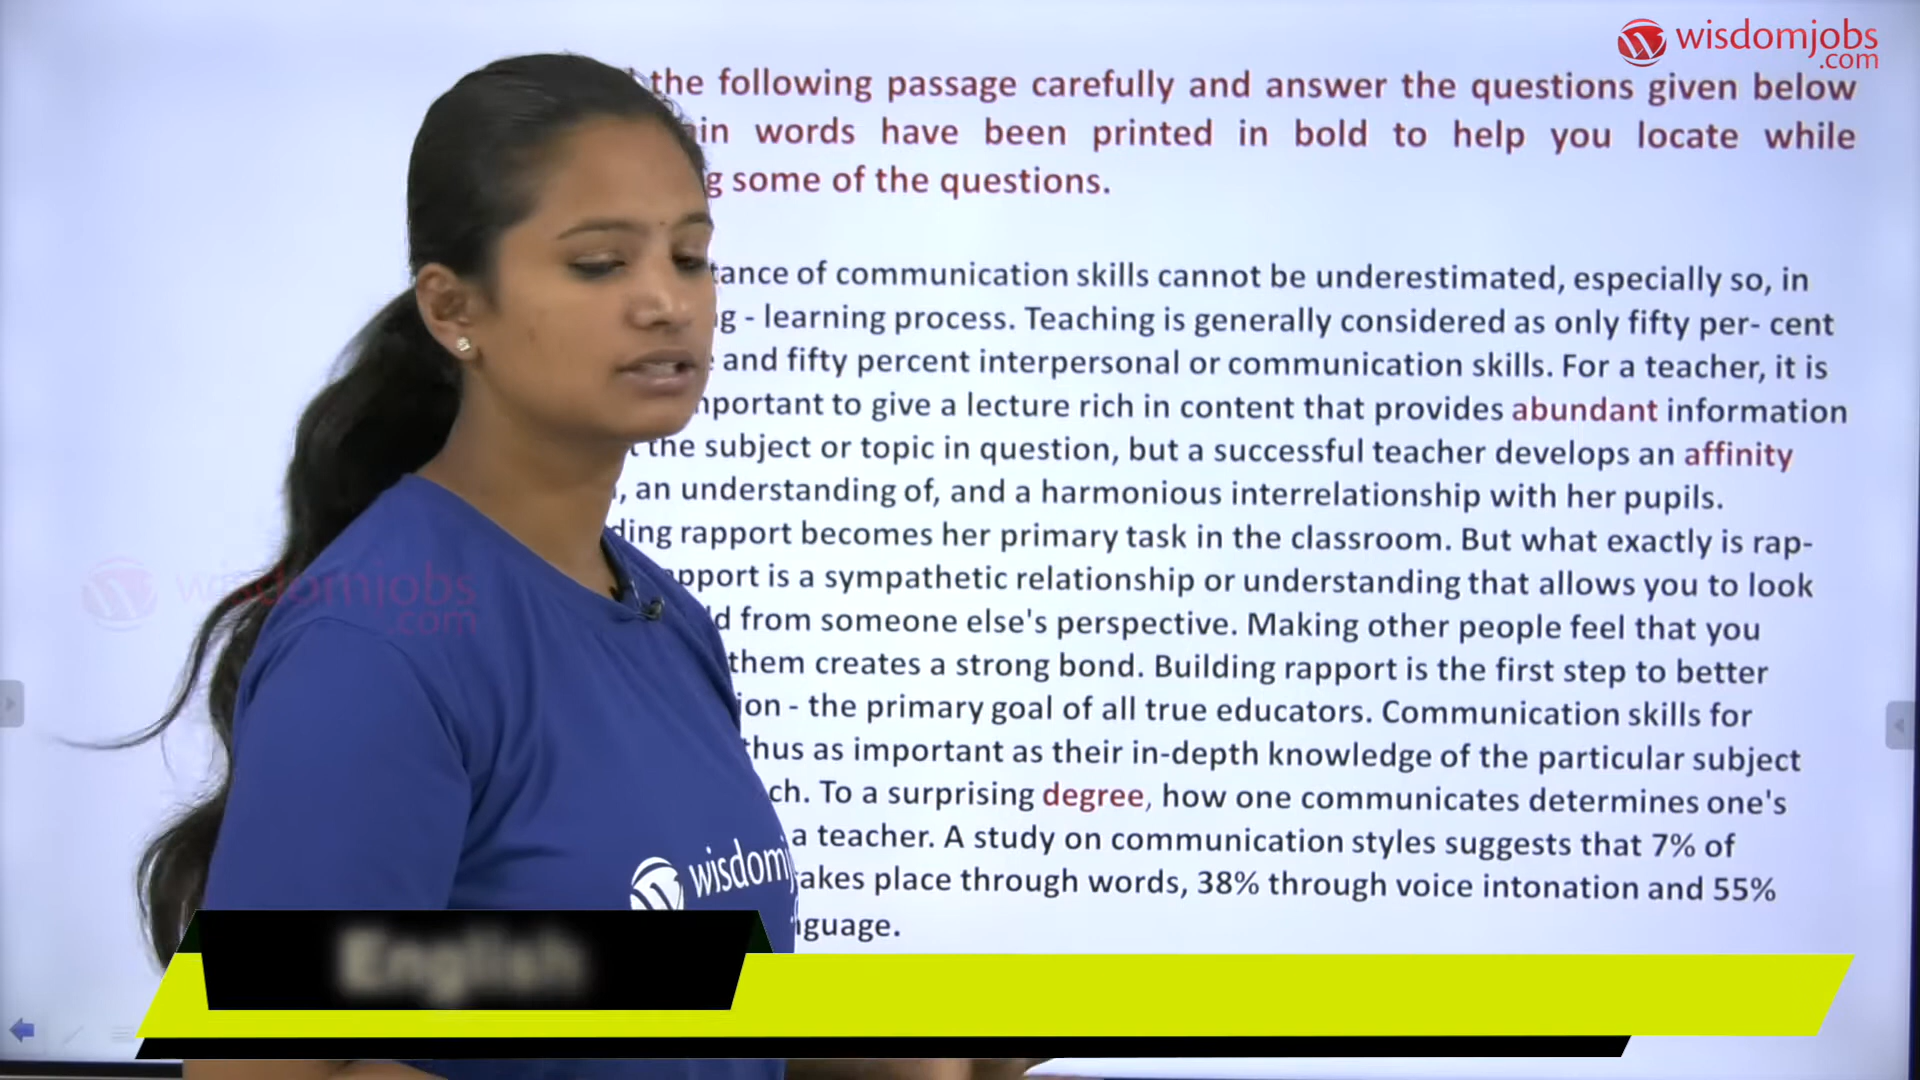 wisdomjobs
.com
the following passage carefully and answer the questions given below
in words have been printed in bold to help you locate while
g some of the questions.
tance of communication skills cannot be underestimated, especially so, in
g - learning process. Teaching is generally considered as only fifty per- cent
and fifty percent interpersonal or communication skills. For a teacher, it is
mportant to give a lecture rich in content that provides abundant information
the subject or topic in question, but a successful teacher develops an affinity
, an understanding of, and a harmonious interrelationship with her pupils.
ding rapport becomes her primary task in the classroom. But what exactly is rap-
pport is a sympathetic relationship or understanding that allows you to look
d from someone else's perspective. Making other people feel that you
them creates a strong bond. Building rapport is the first step to better
ion - the primary goal of all true educators. Communication skills for
thus as important as their in-depth knowledge of the particular subject
ch. To a surprising degree, how one communicates determines one's
a teacher. A study on communication styles suggests that 7% of
akes place through words, 38% through voice intonation and 55%
guage.
wisdomjobs
.com
wisdomj
English